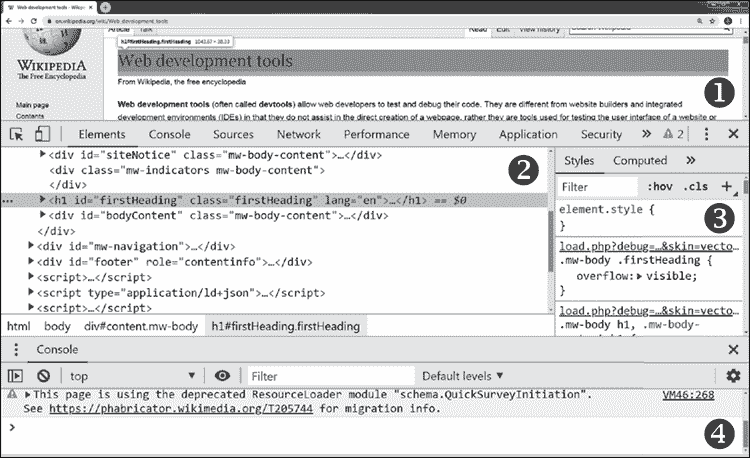 Web development tools - Wikipe
en.wikipedia.org/wiki/Web_development_tools
Article Talk Read Edit View history Search Wikipedia
h1#firstHeading.firstHeading 1043.67 × 38.33
Web development tools
WIKIPEDIA
The Free Encyclopedia
From Wikipedia, the free encyclopedia
Main page
Contents
Web development tools (often called devtools) allow web developers to test and debug their code. They are different from website builders and integrated
development environments (IDEs) in that they do not assist in the direct creation of a webpage, rather they are tools used for testing the user interface of a website or
1
Elements Console Sources Network Performance Memory Application Security » 2
<div id="siteNotice" class="mw-body-content">…</div>
<div class="mw-indicators mw-body-content">
</div>
<h1 id="firstHeading" class="firstHeading" lang="en">…</h1> == $0
<div id="bodyContent" class="mw-body-content">…</div>
</div>
<div id="mw-navigation">…</div>
<div id="footer" role="contentinfo">…</div>
<script>…</script>
<script type="application/ld+json">…</script>
<script>…</script>
2
html body div#content.mw-body h1#firstHeading.firstHeading
Styles Computed »
Filter :hov .cls +
element.style {
}
3
load.php?debug=…&skin=vecto…
.mw-body .firstHeading {
overflow: visible;
}
load.php?debug=…&skin=vecto…
.mw-body h1, .mw-body-
Console
top Filter Default levels
This page is using the deprecated ResourceLoader module "schema.QuickSurveyInitiation". VM46:268
See https://phabricator.wikimedia.org/T205744 for migration info.
>
4